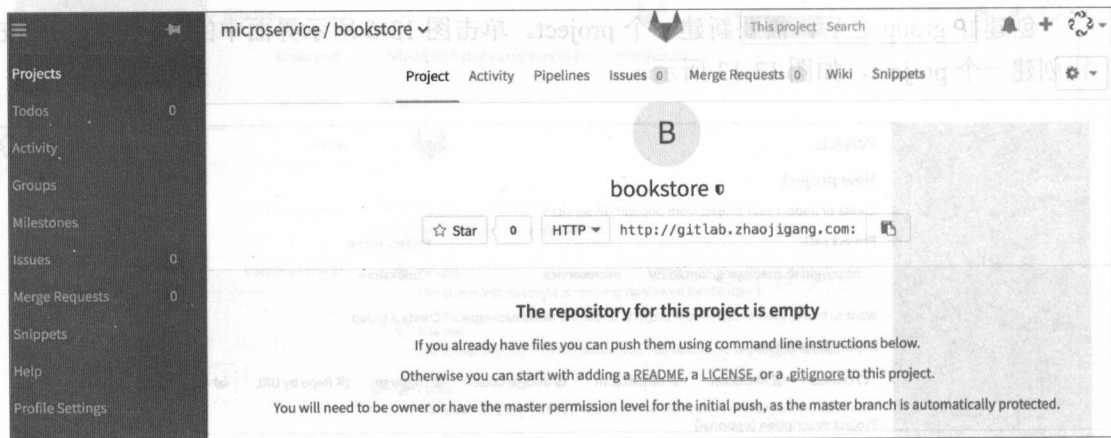 microservice / bookstore
This project Search
Projects
Todos 0
Activity
Groups
Milestones
Issues 0
Merge Requests 0
Snippets
Help
Profile Settings
Project Activity Pipelines Issues 0 Merge Requests 0 Wiki Snippets
B
bookstore
Star 0 HTTP http://gitlab.zhaojigang.com:
The repository for this project is empty
If you already have files you can push them using command line instructions below.
Otherwise you can start with adding a README, a LICENSE, or a .gitignore to this project.
You will need to be owner or have the master permission level for the initial push, as the master branch is automatically protected.